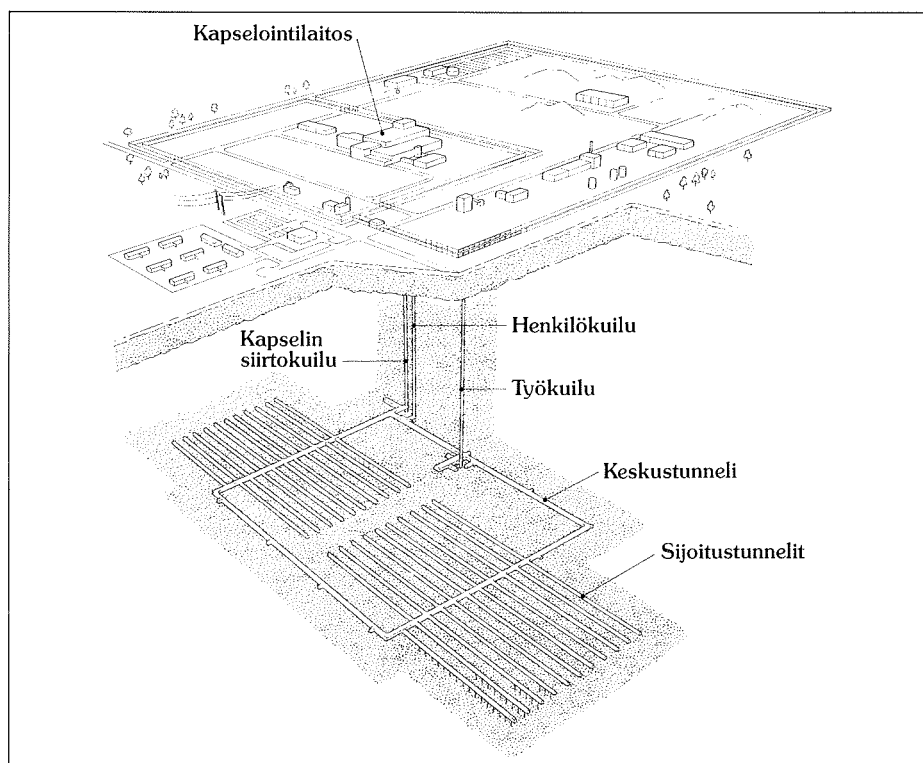 Kapselointilaitos
Henkilökuilu
Kapselin
siirtokuilu
Työkuilu
Keskustunneli
Sijoitustunnelit